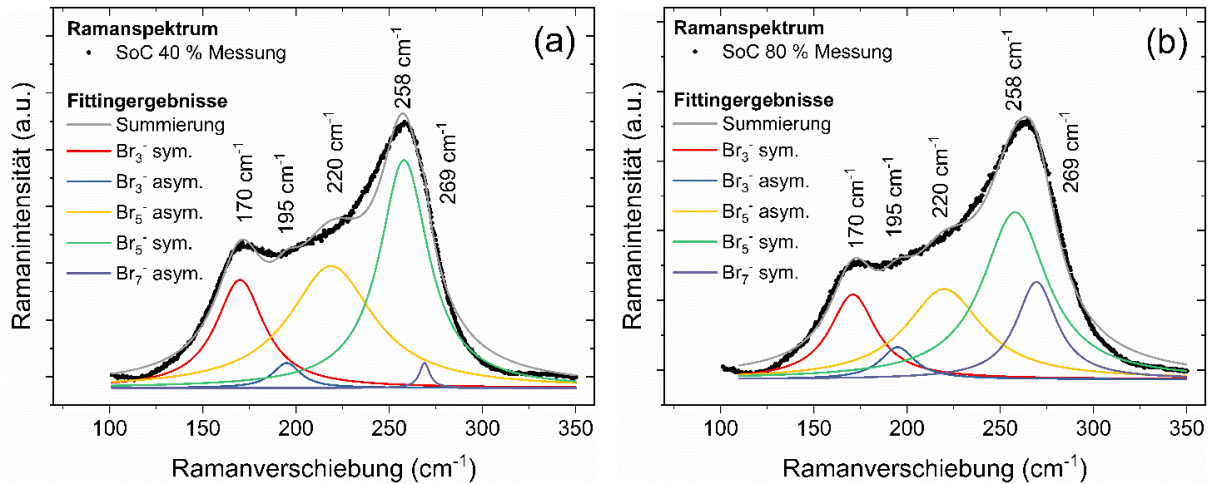 Ramanspektrum
SoC 40 % Messung
(a)
Fittingergebnisse
Summierung
Br₃⁻ sym.
Br₃⁻ asym.
Br₅⁻ asym.
Br₅⁻ sym.
Br₇⁻ asym.
170 cm⁻¹
195 cm⁻¹
220 cm⁻¹
258 cm⁻¹
269 cm⁻¹
Ramanintensität (a.u.)
100 150 200 250 300 350
Ramanverschiebung (cm⁻¹)
Ramanspektrum
SoC 80 % Messung
(b)
Fittingergebnisse
Summierung
Br₃⁻ sym.
Br₃⁻ asym.
Br₅⁻ asym.
Br₅⁻ sym.
Br₇⁻ sym.
170 cm⁻¹
195 cm⁻¹
220 cm⁻¹
258 cm⁻¹
269 cm⁻¹
Ramanintensität (a.u.)
100 150 200 250 300 350
Ramanverschiebung (cm⁻¹)